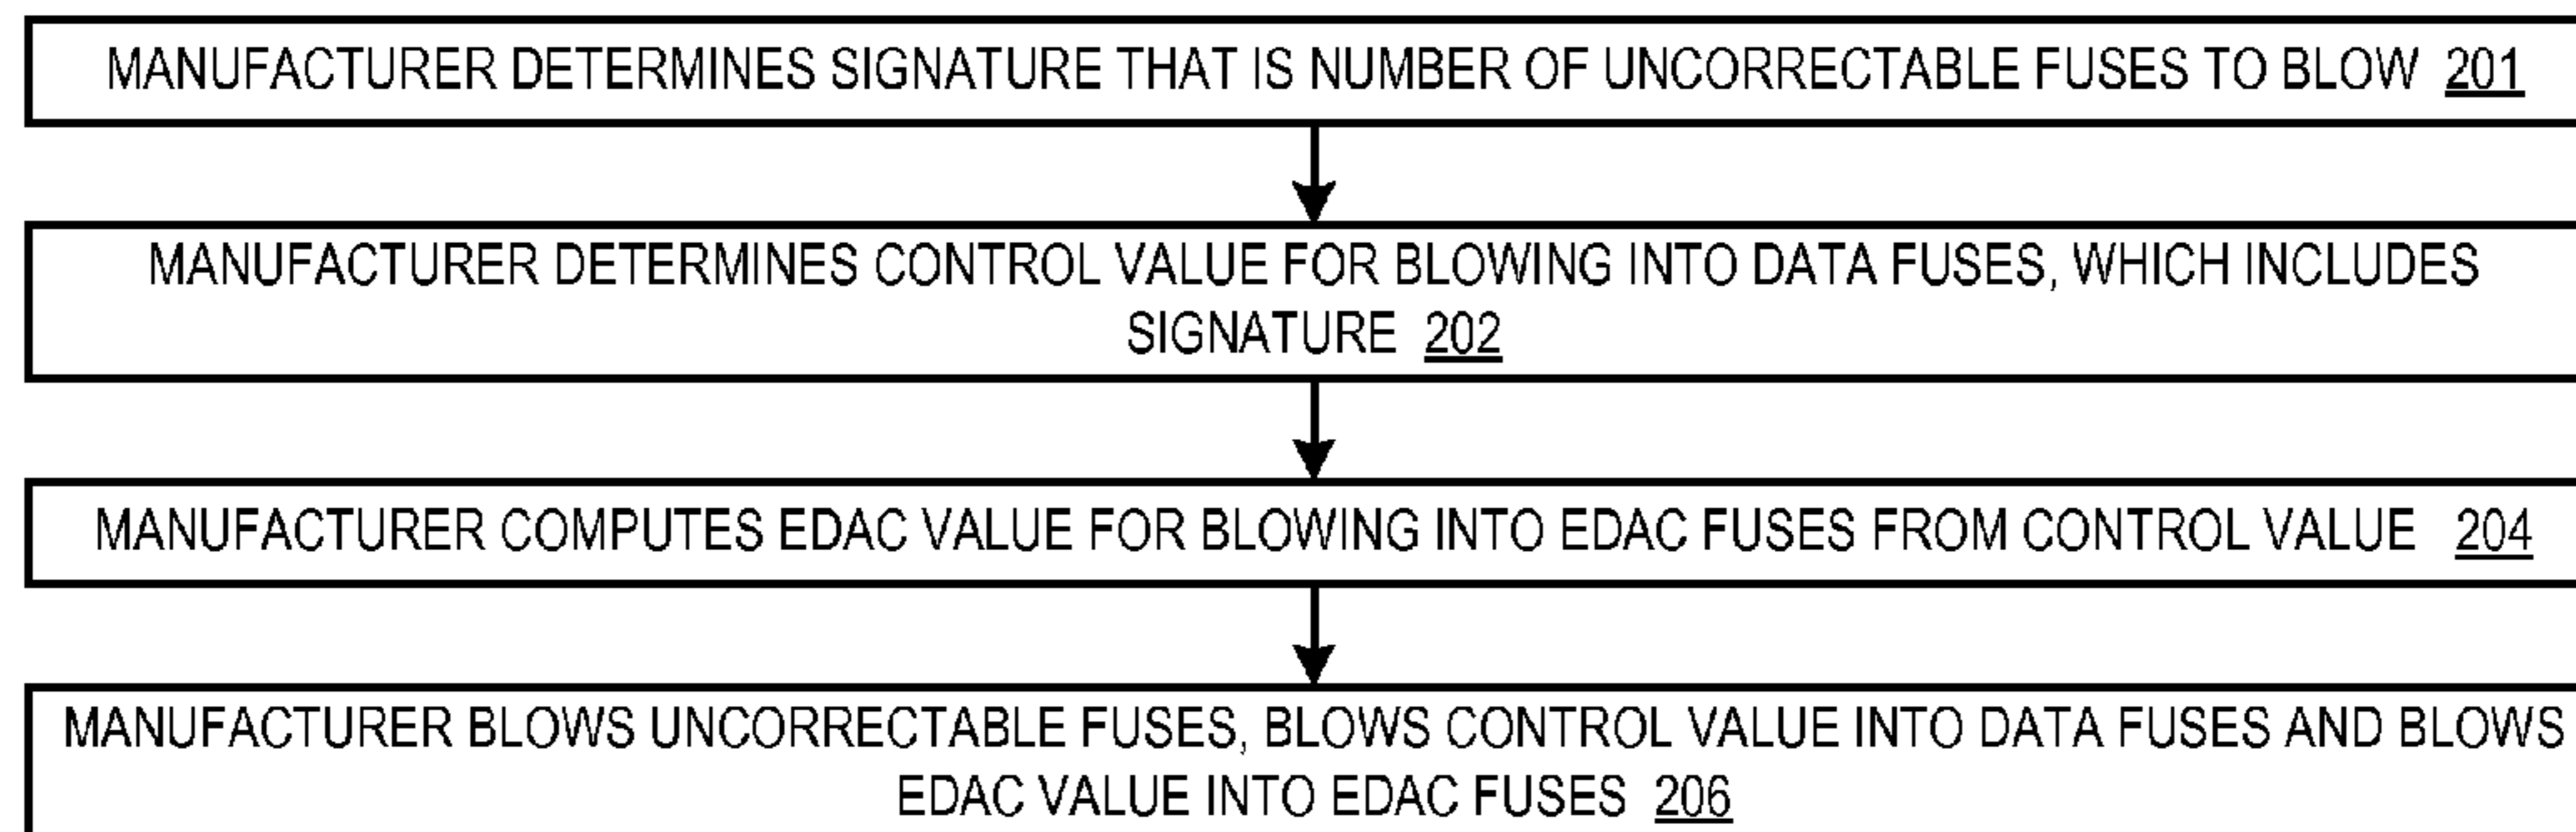 MANUFACTURER DETERMINES SIGNATURE THAT IS NUMBER OF UNCORRECTABLE FUSES TO BLOW 201
MANUFACTURER DETERMINES CONTROL VALUE FOR BLOWING INTO DATA FUSES, WHICH INCLUDES
SIGNATURE 202
MANUFACTURER COMPUTES EDAC VALUE FOR BLOWING INTO EDAC FUSES FROM CONTROL VALUE 204
MANUFACTURER BLOWS UNCORRECTABLE FUSES, BLOWS CONTROL VALUE INTO DATA FUSES AND BLOWS
EDAC VALUE INTO EDAC FUSES 206